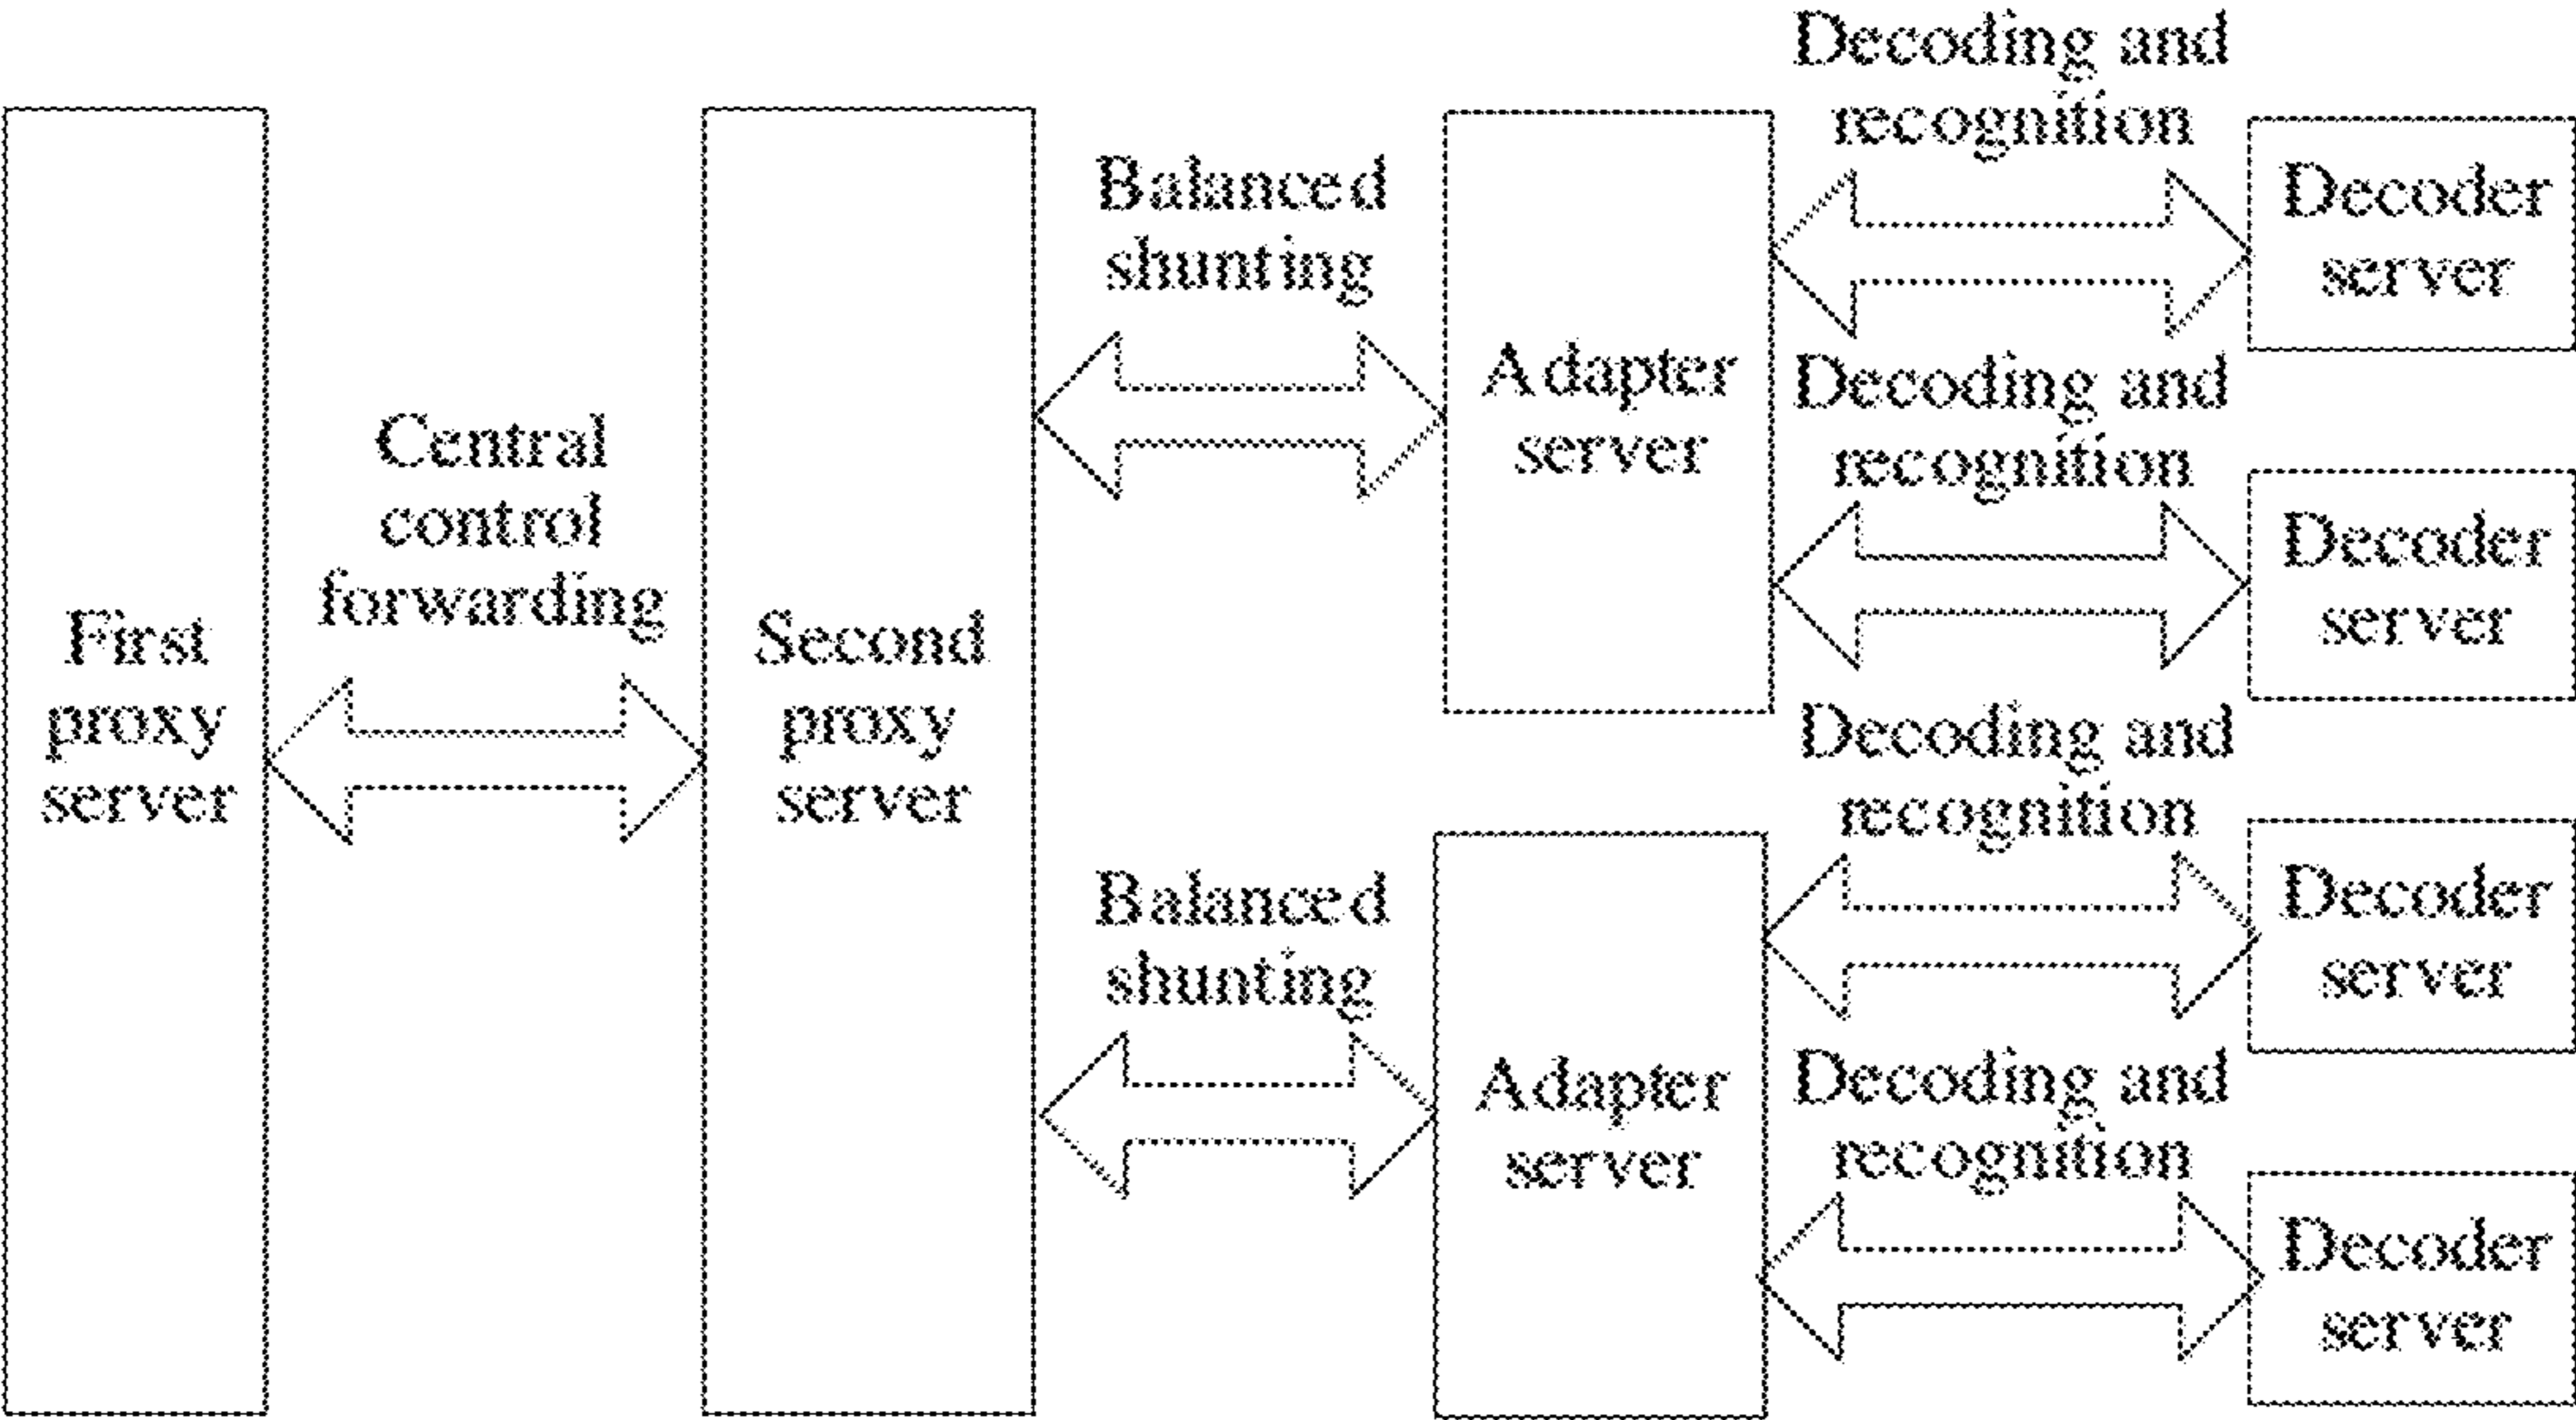 First
proxy
server
Central
control
forwarding
Second
proxy
server
Balanced
shunting
Balanced
shunting
Adapter
server
Adapter
server
Decoding and
recognition
Decoding and
recognition
Decoding and
recognition
Decoding and
recognition
Decoder
server
Decoder
server
Decoder
server
Decoder
server